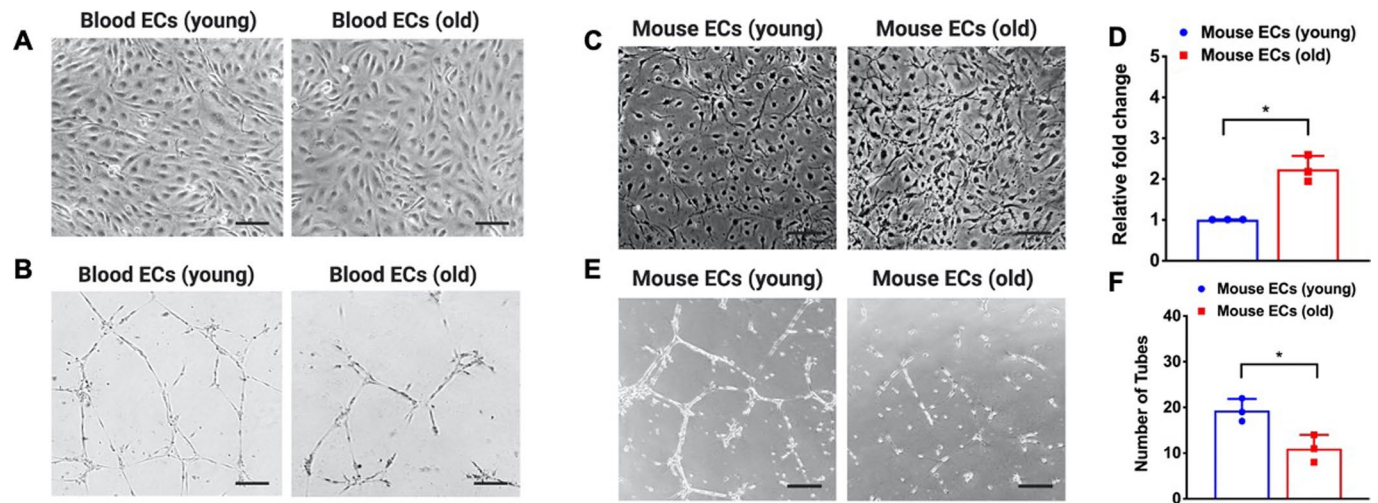 A
Blood ECs (young)
Blood ECs (old)
B
Blood ECs (young)
Blood ECs (old)
C
Mouse ECs (young)
Mouse ECs (old)
E
Mouse ECs (young)
Mouse ECs (old)
D
Mouse ECs (young)
Mouse ECs (old)
Relative fold change
5
4
3
2
1
0
*
F
Mouse ECs (young)
Mouse ECs (old)
Number of Tubes
40
30
20
10
0
*